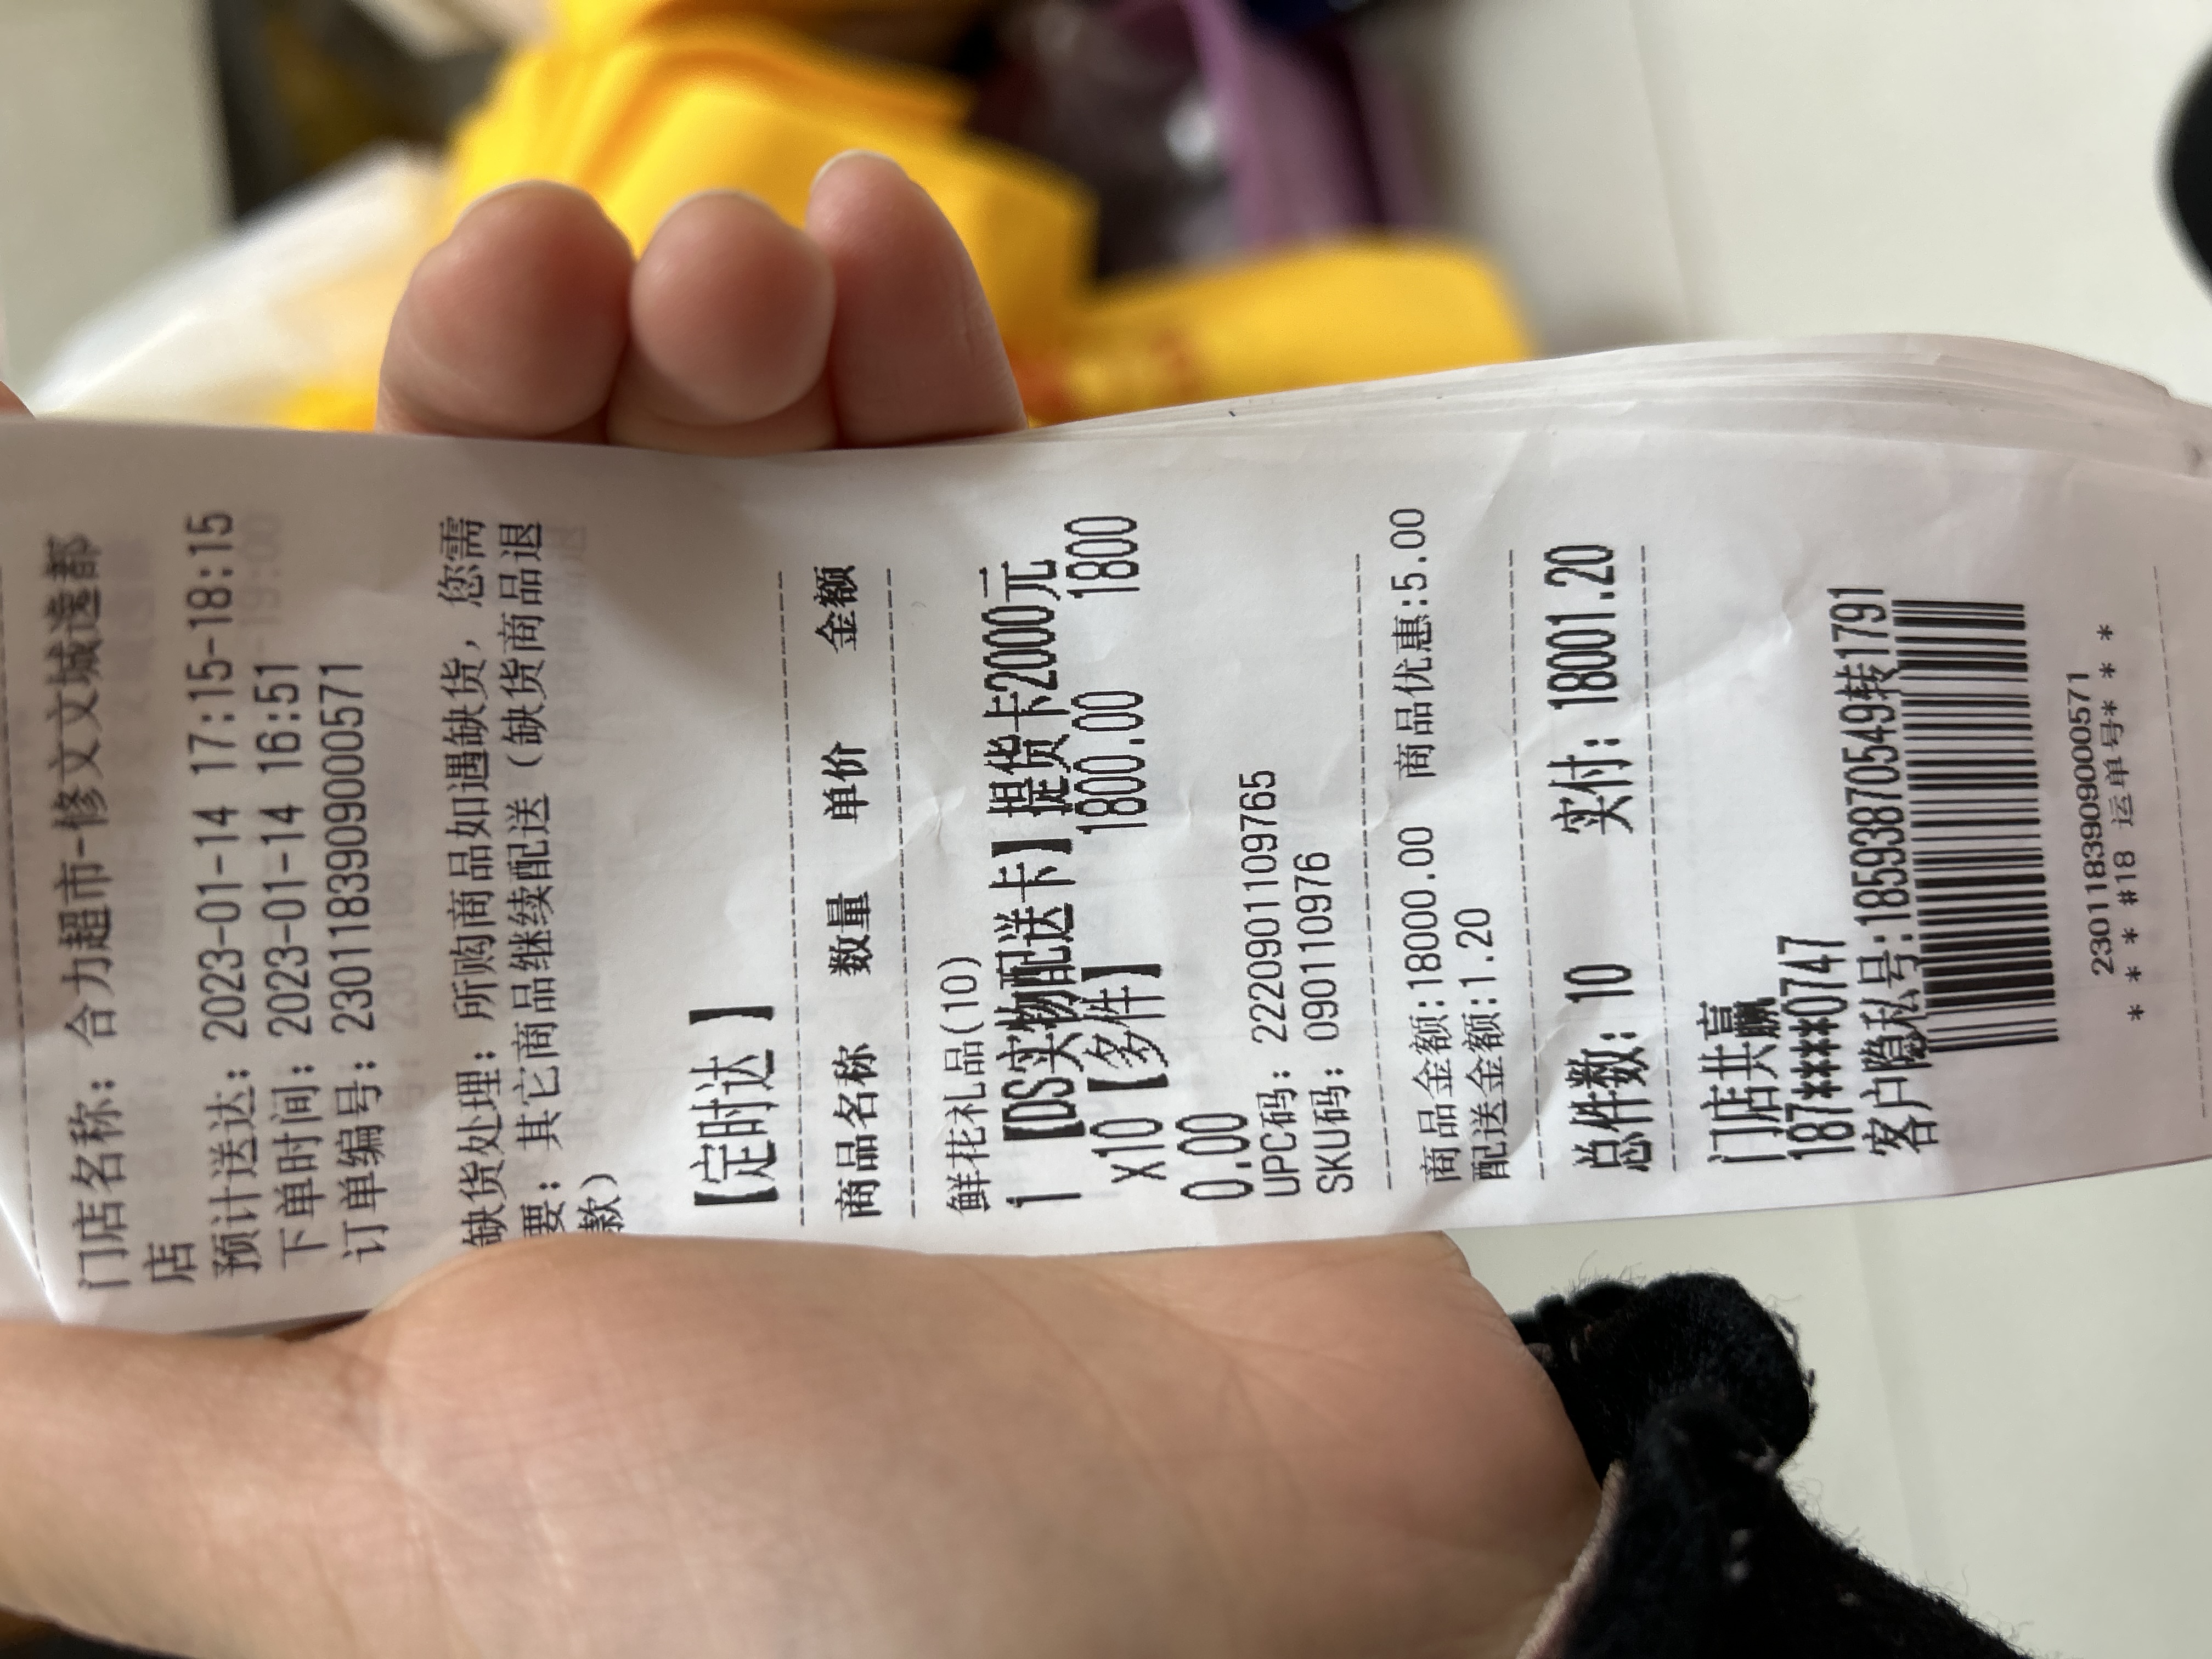 门店名称：合力超市-修文文城逸都
店
预计送达：2023-01-14 17:15-18:15
下单时间：2023-01-14 16:51
订单编号：2301183909000571
缺货处理：所购商品如遇缺货，您需
要：其它商品继续配送（缺货商品退
款）
【定时达 】
商品名称 数量 单价 金额
鲜花礼品(10)
1 【DS实物配送卡】提货卡2000元
x10【多件】 1800.00 1800
0.00
UPC码：2220901109765
SKU码：0901110976
商品金额:18000.00 商品优惠:5.00
配送金额:1.20
总件数：10 实付：18001.20
门店共赢
187****0747
客户隐私号:18593870549转1791
2301183909000571
* * * #18 运单号* * *